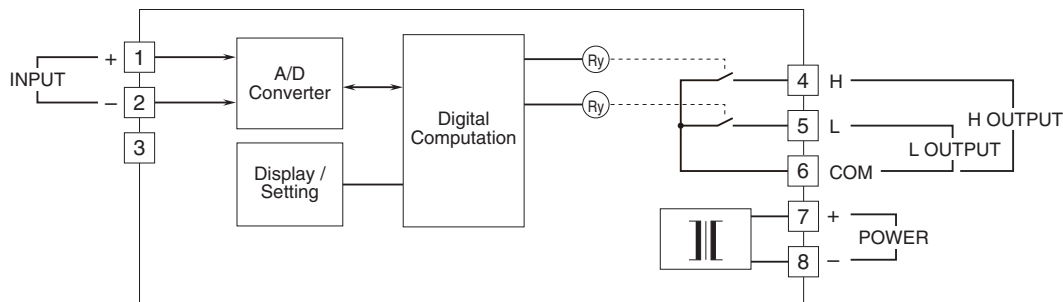 INPUT
+ 1
− 2
3
A/D
Converter
Display /
Setting
Digital
Computation
Ry
Ry
4 H
5 L
6 COM
H OUTPUT
L OUTPUT
7 +
8 −
POWER